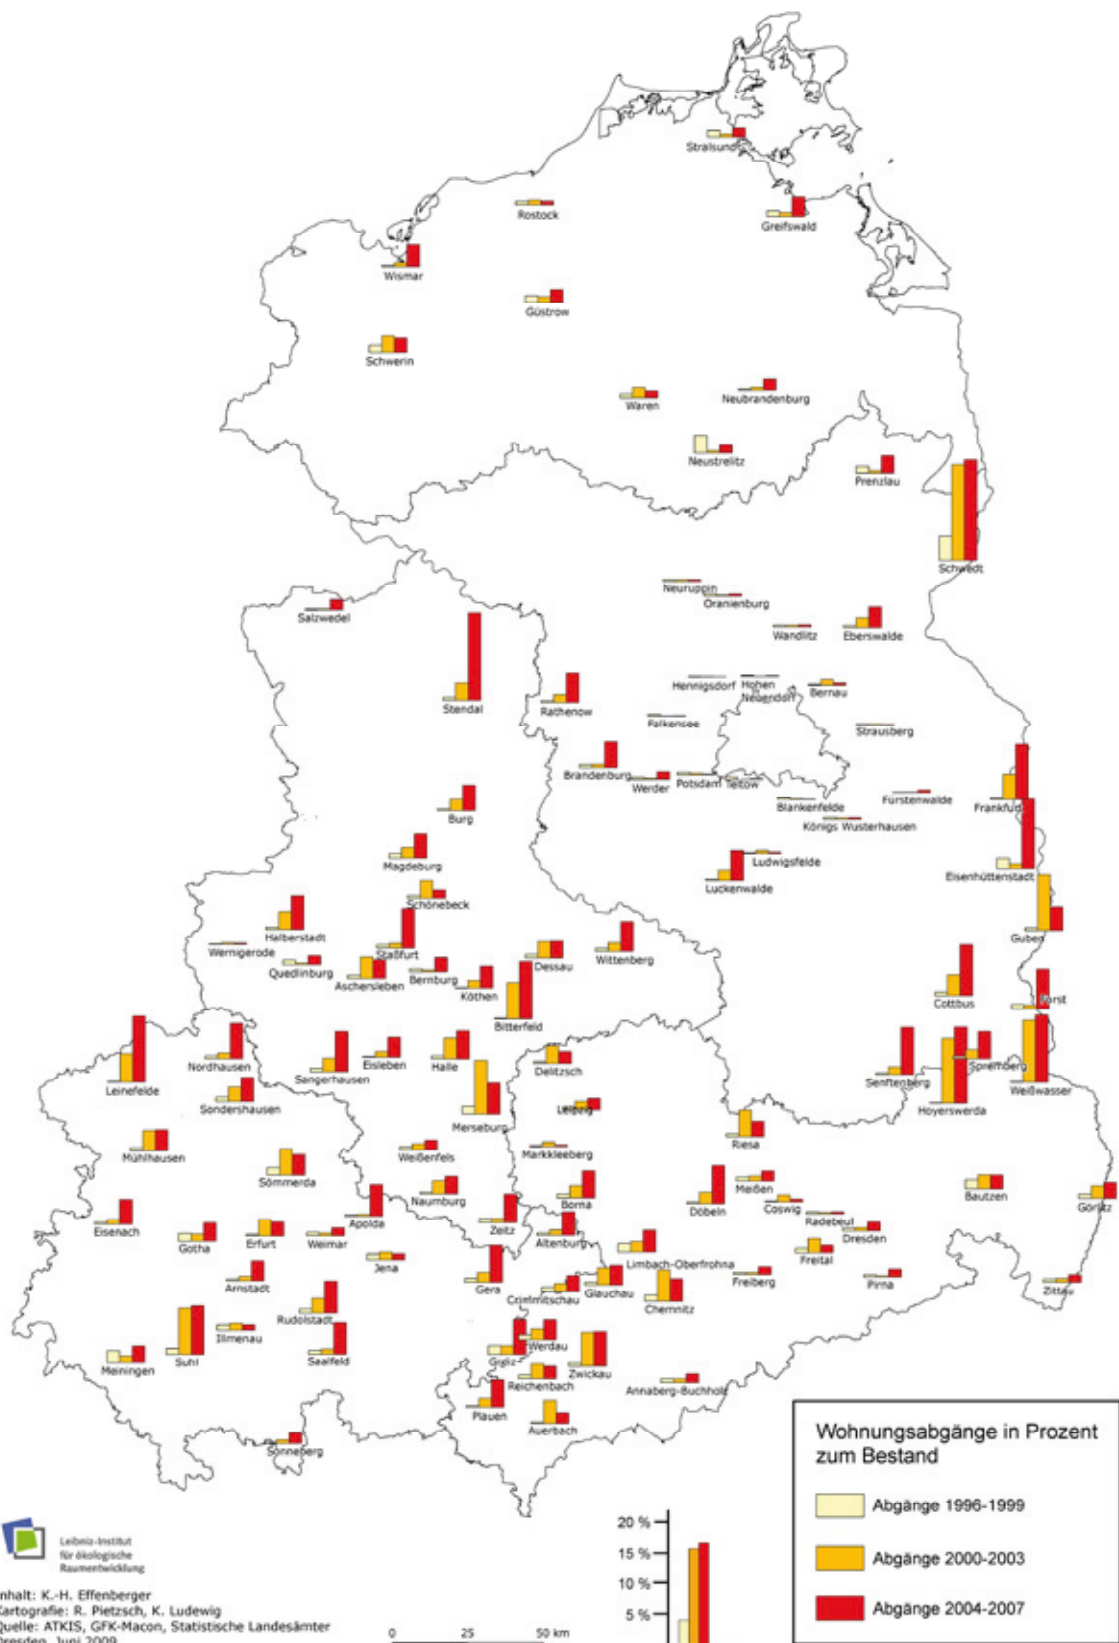 Stralsund
Rostock
Greifswald
Wismar
Güstrow
Schwerin
Waren
Neubrandenburg
Neustrelitz
Prenzlau
Schwedt
Neuruppin
Oranienburg
Salzwedel
Wandlitz
Eberswalde
Stendal
Rathenow
Hennigsdorf
Hohen
Neuendorf
Bernau
Falkensee
Strausberg
Brandenburg
Werder
Potsdam
Teltow
Blankenfelde
Fürstenwalde
Frankfurt
Burg
Königs Wusterhausen
Magdeburg
Ludwigsfelde
Luckenwalde
Eisenhüttenstadt
Schönebeck
Halberstadt
Guben
Wernigerode
Staßfurt
Quedlinburg
Aschersleben
Bernburg
Köthen
Dessau
Wittenberg
Cottbus
Forst
Bitterfeld
Leinefelde
Nordhausen
Sangerhausen
Eisleben
Halle
Delitzsch
Senftenberg
Spremberg
Weißwasser
Sondershausen
Hoyerswerda
Merseburg
Leipzig
Mühlhausen
Weißenfels
Markkleeberg
Riesa
Sömmerda
Naumburg
Borna
Döbeln
Meißen
Bautzen
Görlitz
Coswig
Eisenach
Gotha
Erfurt
Weimar
Apolda
Zeitz
Altenburg
Radebeul
Dresden
Jena
Limbach-Oberfrohna
Freital
Arnstadt
Gera
Crimmitschau
Glauchau
Chemnitz
Freiberg
Pirna
Zittau
Rudolstadt
Ilmenau
Suhl
Saalfeld
Meiningen
Greiz
Werdau
Zwickau
Reichenbach
Annaberg-Buchholz
Plauen
Auerbach
Sonneberg
Wohnungsabgänge in Prozent
zum Bestand
Abgänge 1996-1999
Abgänge 2000-2003
Abgänge 2004-2007
20 %
15 %
10 %
5 %
Leibniz-Institut
für ökologische
Raumentwicklung
nhalt: K.-H. Effenberger
Kartografie: R. Pietzsch, K. Ludewig
Quelle: ATKIS, GFK-Macon, Statistische Landesämter
Dresden, Juni 2009
0 25 50 km